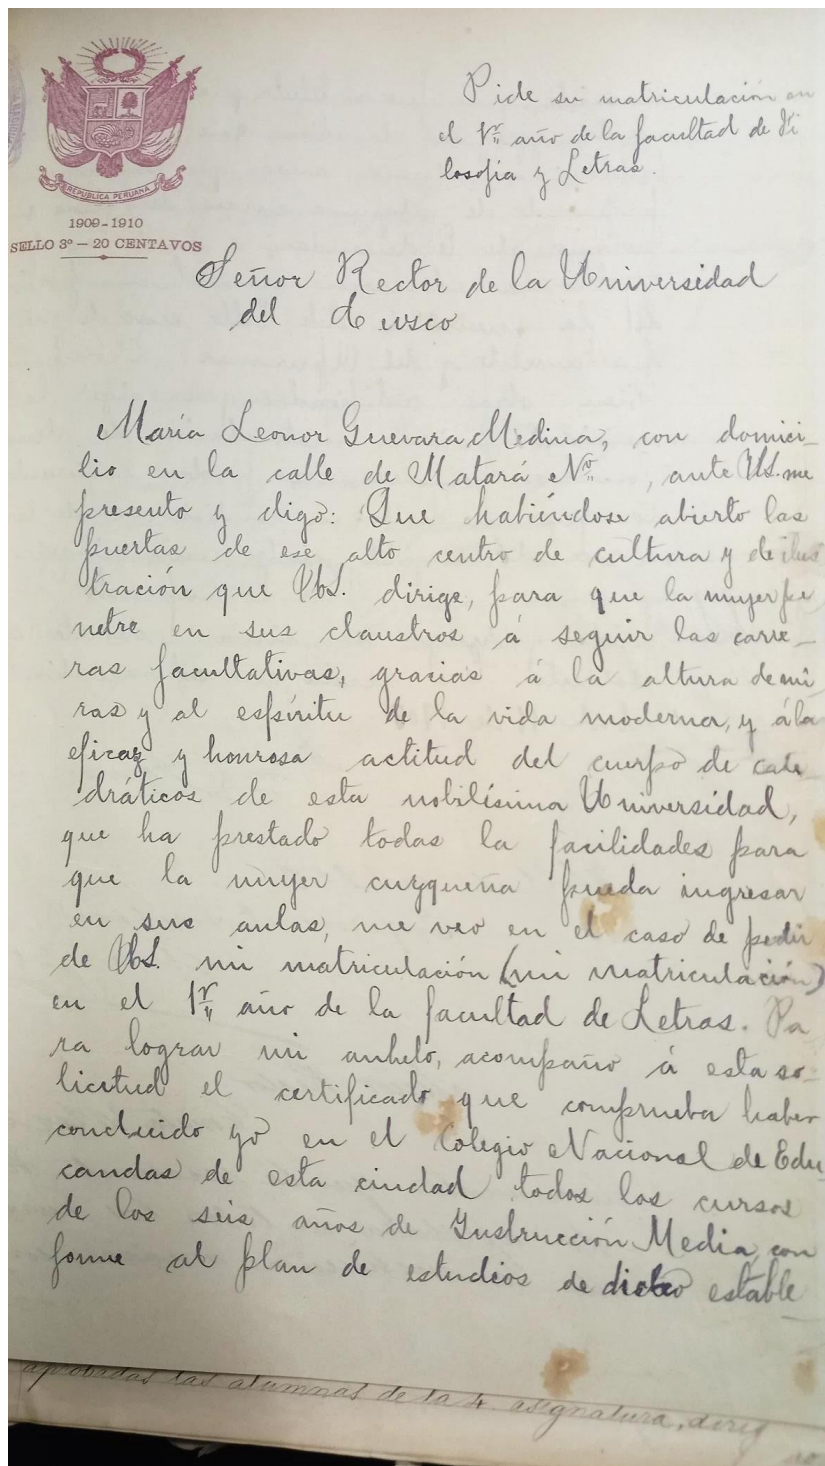 REPUBLICA PERUANA
1909-1910
SELLO 3º — 20 CENTAVOS
Pide su matriculación en
el 1r. año de la facultad de Fi
losofia y Letras.
Señor Rector de la Universidad
del Cuzco
María Leonor Guevara Medina, con domici-
lio en la calle de Matará Nº , ante US. me
presento y digo: Que habiéndose abierto las
puertas de ese alto centro de cultura y de ilus
tración que US. dirige, para que la mujer pe
netre en sus claustros á seguir las carre-
ras facultativas, gracias á la altura de mi
ras y al espíritu de la vida moderna, y á la
eficaz y honrosa actitud del cuerpo de cate
dráticos de esta nobilísima Universidad,
que ha prestado todas la facilidades para
que la mujer cuzqueña pueda ingresar
en sus aulas, me veo en el caso de pedir
de US. mi matriculación (mi matriculación)
en el 1r. año de la facultad de Letras. Pa
ra lograr mi anhelo, acompaño á esta so-
licitud el certificado que comprueba haber
concluido yo en el Colegio Nacional de Edu
candas de esta ciudad todos los cursos
de los seis años de Instrucción Media, con
forme al plan de estudios de dicho estable
aprobadas las alumnas de la 4. asignatura, dirig